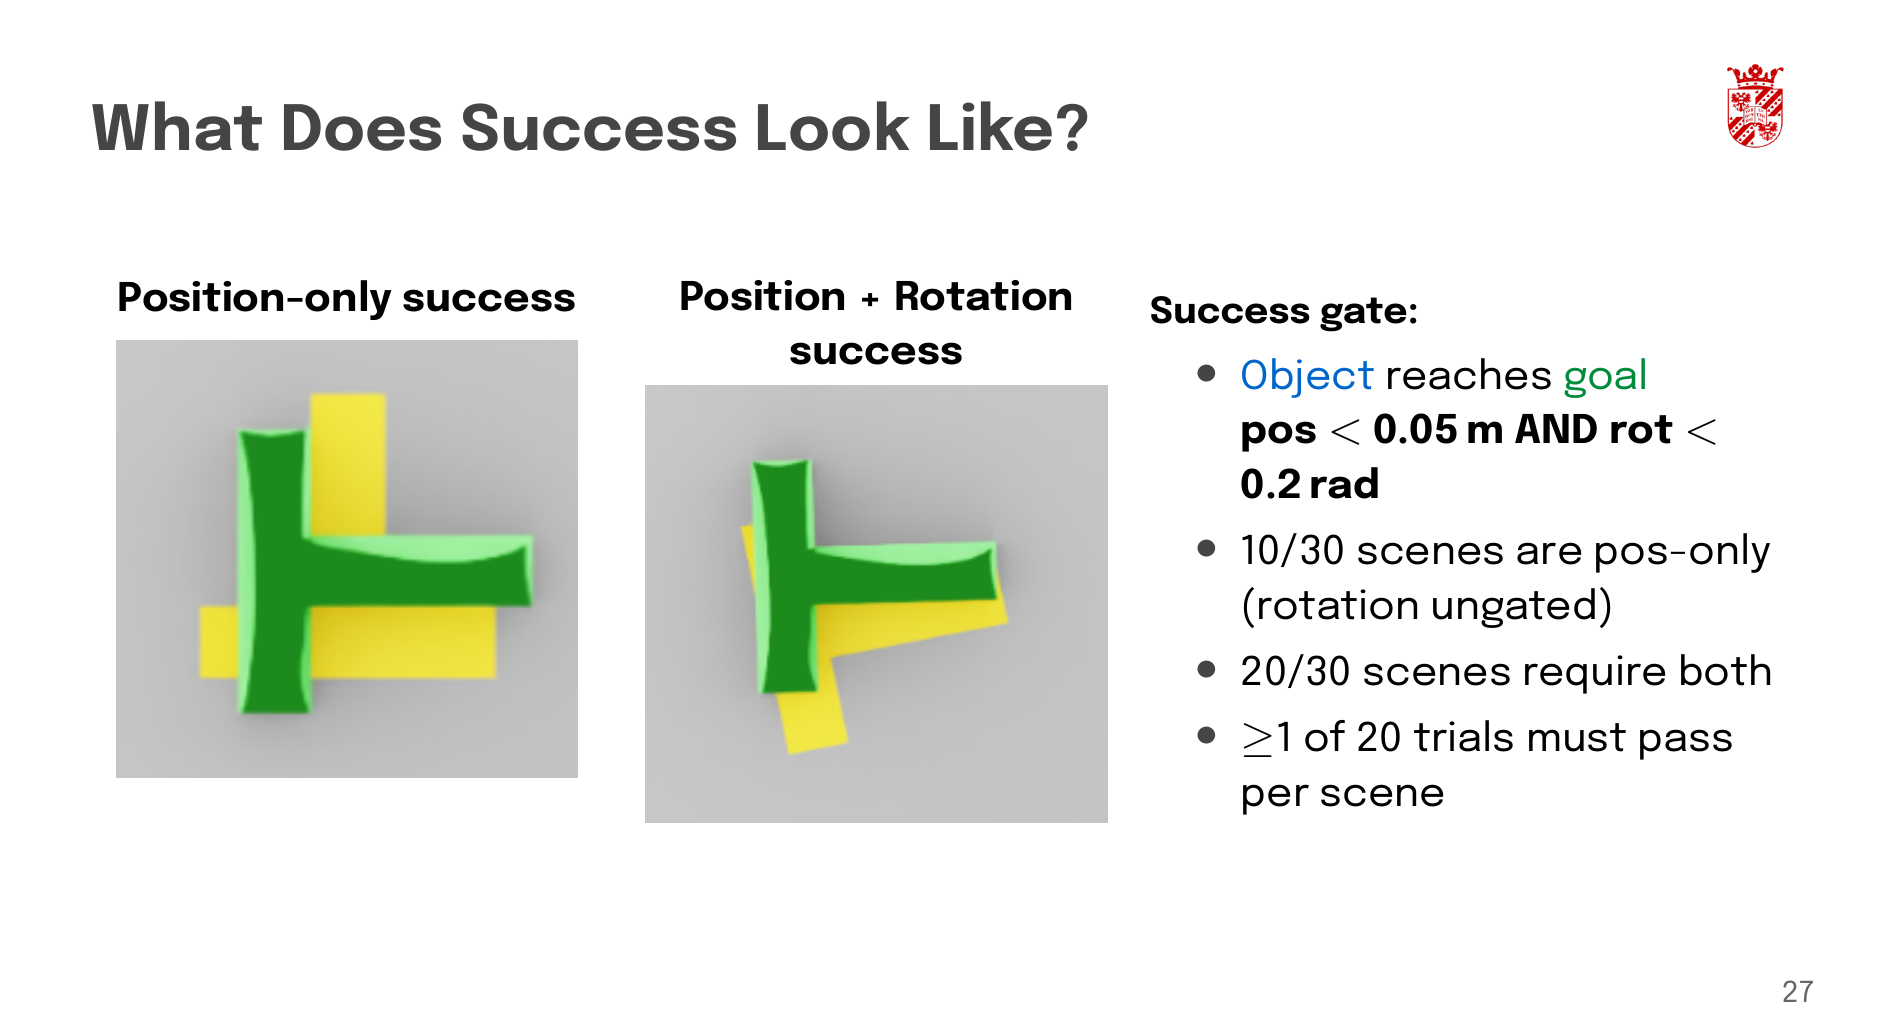 What Does Success Look Like?
Position-only success
Position + Rotation
success
Success gate:
● Object reaches goal
pos < 0.05 m AND rot <
0.2 rad
● 10/30 scenes are pos-only
(rotation ungated)
● 20/30 scenes require both
● ≥1 of 20 trials must pass
per scene
27